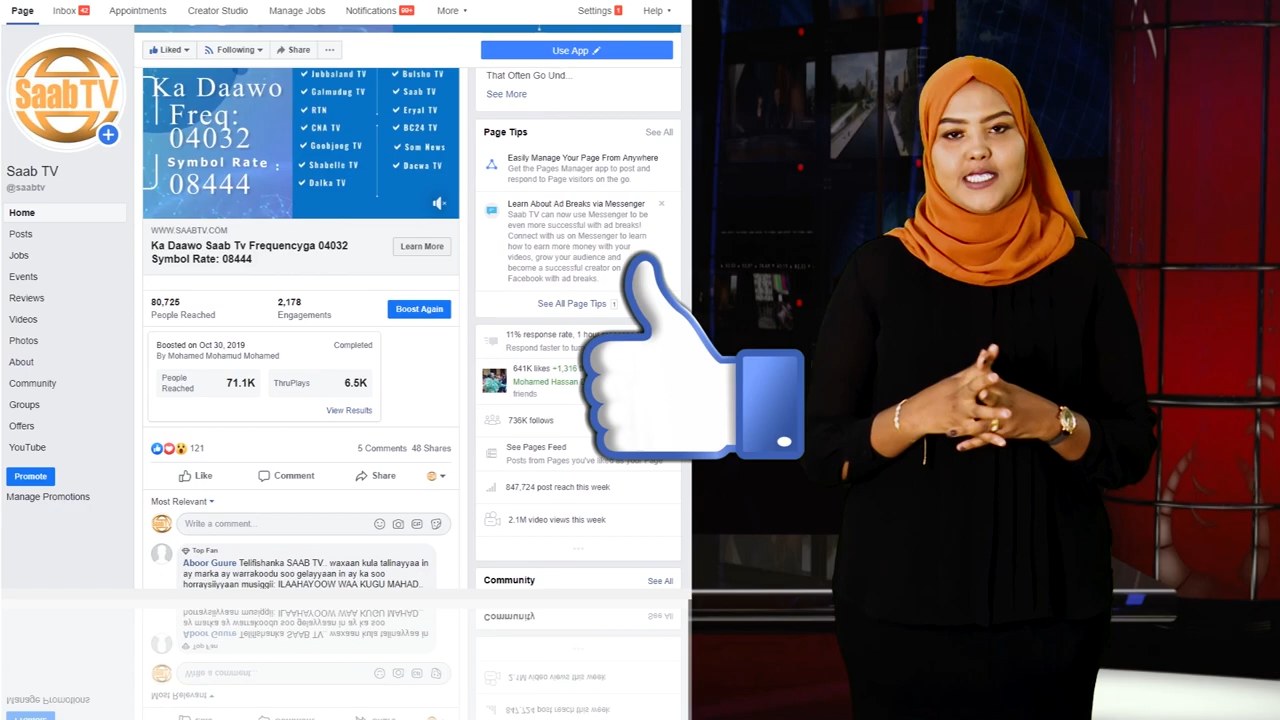 Page
Inbox 42
Appointments
Creator Studio
Manage Jobs
Notifications 99+
More
Settings 1
Help
Saab TV
Saab TV
@saabtv
Home
Posts
Jobs
Events
Reviews
Videos
Photos
About
Community
Groups
Offers
YouTube
Promote
Manage Promotions
Liked
Following
Share
Use App
Ka Daawo
Freq:
04032
Symbol Rate :
08444
Jubbaland TV
Galmudug TV
RTN
CNA TV
Goobjoog TV
Shabelle TV
Dalka TV
Bulsho TV
Saab TV
Eryal TV
BC24 TV
Som News
Dacwa TV
WWW.SAABTV.COM
Ka Daawo Saab Tv Frequencyga 04032
Symbol Rate: 08444
Learn More
80,725
People Reached
2,178
Engagements
Boost Again
Boosted on Oct 30, 2019
Completed
By Mohamed Mohamud Mohamed
People
Reached
71.1K
ThruPlays
6.5K
View Results
121
5 Comments 48 Shares
Like
Comment
Share
Most Relevant
Write a comment...
Top Fan
Aboor Guure Telifishanka SAAB TV.. waxaan kula talinayyaa in
ay marka ay warrakoodu soo gelayyaan in ay ka soo
horraysiiyyaan musiggii: ILAAHAYOOW WAA KUGU MAHAD..
That Often Go Und...
See More
Page Tips
See All
Easily Manage Your Page From Anywhere
Get the Pages Manager app to post and
respond to Page visitors on the go.
Learn About Ad Breaks via Messenger
Saab TV can now use Messenger to be
even more successful with ad breaks!
Connect with us on Messenger to learn
how to earn more money with your
videos, grow your audience and
become a successful creator on
Facebook with ad breaks.
See All Page Tips 1
11% response rate, 1 hour
Respond faster to
641K likes +1,316
Mohamed Hassan
friends
736K follows
See Pages Feed
Posts from Pages you've liked as your Page
847,724 post reach this week
2.1M video views this week
Community
See All